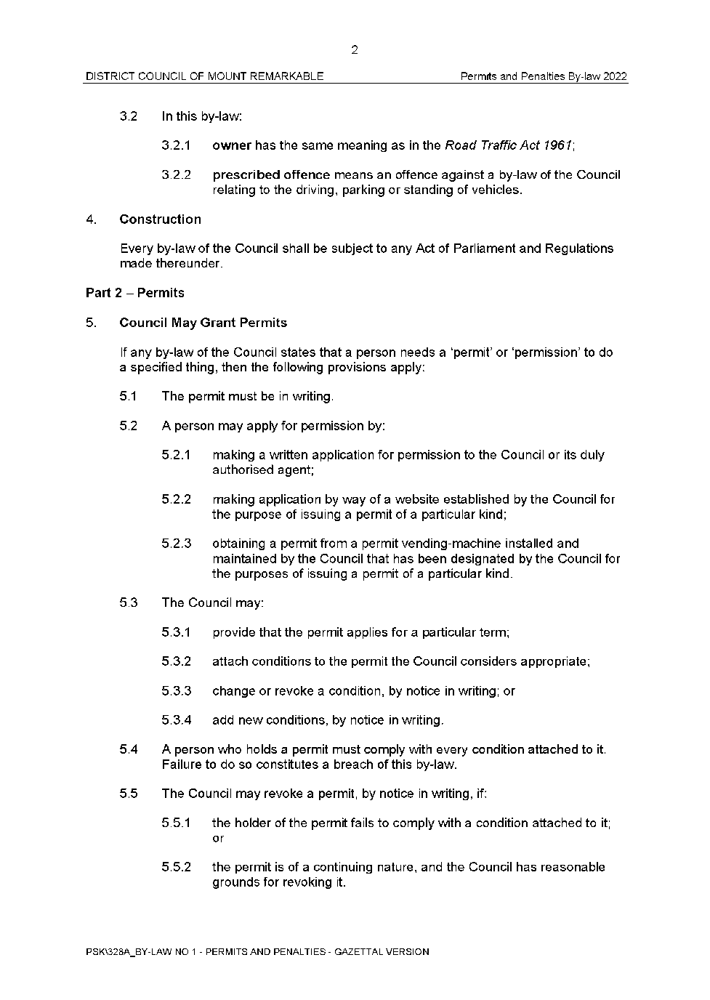 2
DISTRICT COUNCIL OF MOUNT REMARKABLE Permits and Penalties By-law 2022
3.2 In this by-law:
3.2.1 owner has the same meaning as in the Road Traffic Act 1961;
3.2.2 prescribed offence means an offence against a by-law of the Council
relating to the driving, parking or standing of vehicles.
4. Construction
Every by-law of the Council shall be subject to any Act of Parliament and Regulations
made thereunder.
Part 2 – Permits
5. Council May Grant Permits
If any by-law of the Council states that a person needs a ‘permit’ or ‘permission’ to do
a specified thing, then the following provisions apply:
5.1 The permit must be in writing.
5.2 A person may apply for permission by:
5.2.1 making a written application for permission to the Council or its duly
authorised agent;
5.2.2 making application by way of a website established by the Council for
the purpose of issuing a permit of a particular kind;
5.2.3 obtaining a permit from a permit vending-machine installed and
maintained by the Council that has been designated by the Council for
the purposes of issuing a permit of a particular kind.
5.3 The Council may:
5.3.1 provide that the permit applies for a particular term;
5.3.2 attach conditions to the permit the Council considers appropriate;
5.3.3 change or revoke a condition, by notice in writing; or
5.3.4 add new conditions, by notice in writing.
5.4 A person who holds a permit must comply with every condition attached to it.
Failure to do so constitutes a breach of this by-law.
5.5 The Council may revoke a permit, by notice in writing, if:
5.5.1 the holder of the permit fails to comply with a condition attached to it;
or
5.5.2 the permit is of a continuing nature, and the Council has reasonable
grounds for revoking it.
PSK\328A_BY-LAW NO 1 - PERMITS AND PENALTIES - GAZETTAL VERSION